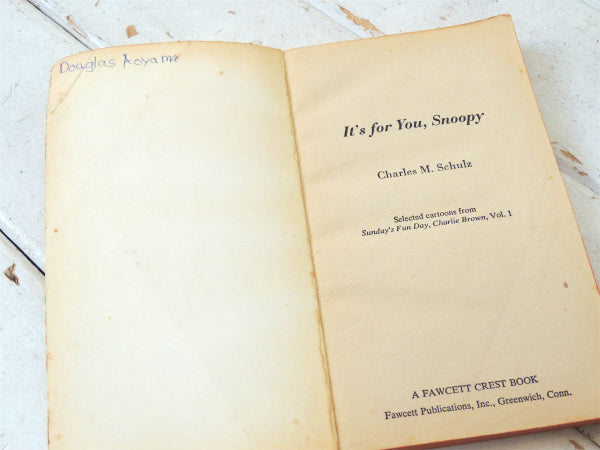 Douglas Aoyama
It's for You, Snoopy
Charles M. Schulz
Selected cartoons from
Sunday's Fun Day, Charlie Brown, Vol. 1
A FAWCETT CREST BOOK
Fawcett Publications, Inc., Greenwich, Conn.